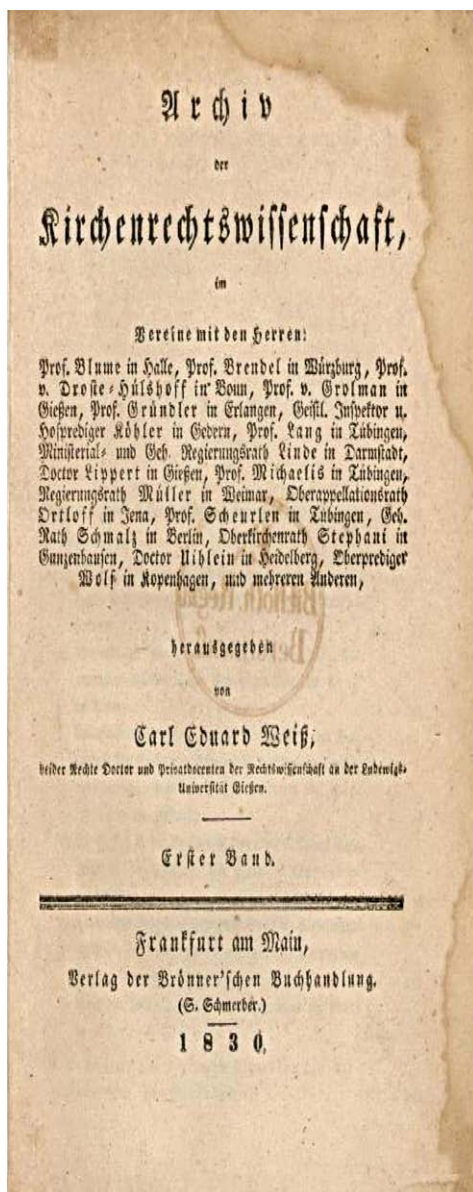 Archiv
der
Kirchenrechtswissenschaft,
im
Vereine mit den Herren:
Prof. Blume in Halle, Prof. Brendel in Würzburg, Prof.
v. Droste-Hülshoff in Bonn, Prof. v. Grolman in
Gießen, Prof. Gründler in Erlangen, Geistl. Inspektor u.
Hofprediger Köhler in Gedern, Prof. Lang in Tübingen,
Ministerial- und Geh. Regierungsrath Linde in Darmstadt,
Doctor Lippert in Gießen, Prof. Michaelis in Tübingen,
Regierungsrath Müller in Weimar, Oberappellationsrath
Ortloff in Jena, Prof. Scheurlen in Tübingen, Geh.
Rath Schmalz in Berlin, Oberkirchenrath Stephani in
Gunzenhausen, Doctor Uihlein in Heidelberg, Oberprediger
Wolf in Kopenhagen, und mehreren Anderen,
herausgegeben
von
Carl Eduard Weiß,
beider Rechte Doctor und Privatdocenten der Rechtswissenschaft an der Ludewigs-
Universität Gießen.
Erster Band.
Frankfurt am Main,
Verlag der Brönner'schen Buchhandlung.
(S. Schmerber.)
1830.